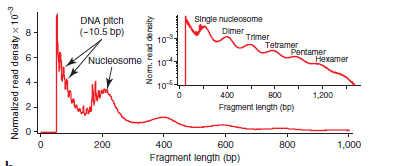 Normalized read density × 10⁻³
8
6
4
2
0
DNA pitch
(~10.5 bp)
Nucleosome
0
200
400
600
800
1,000
Fragment length (bp)
Norm. read density
10⁻³
10⁻⁴
10⁻⁵
Single nucleosome
Dimer
Trimer
Tetramer
Pentamer
Hexamer
0
400
800
1,200
Fragment length (bp)